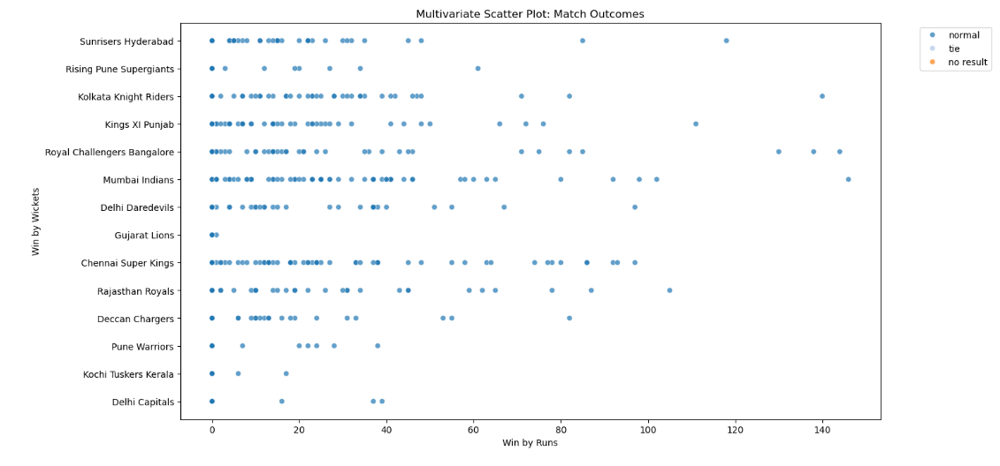 Multivariate Scatter Plot: Match Outcomes
Win by Wickets
Sunrisers Hyderabad
Rising Pune Supergiants
Kolkata Knight Riders
Kings XI Punjab
Royal Challengers Bangalore
Mumbai Indians
Delhi Daredevils
Gujarat Lions
Chennai Super Kings
Rajasthan Royals
Deccan Chargers
Pune Warriors
Kochi Tuskers Kerala
Delhi Capitals
0 20 40 60 80 100 120 140
Win by Runs
normal
tie
no result